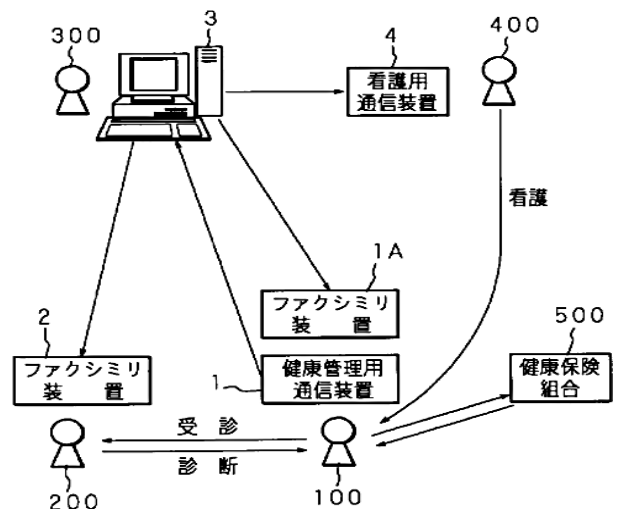 300
3
4
400
看護用
通信装置
看護
1A
ファクシミリ
装 置
500
2
ファクシミリ
装 置
1
健康管理用
通信装置
健康保険
組合
受 診
診 断
200
100